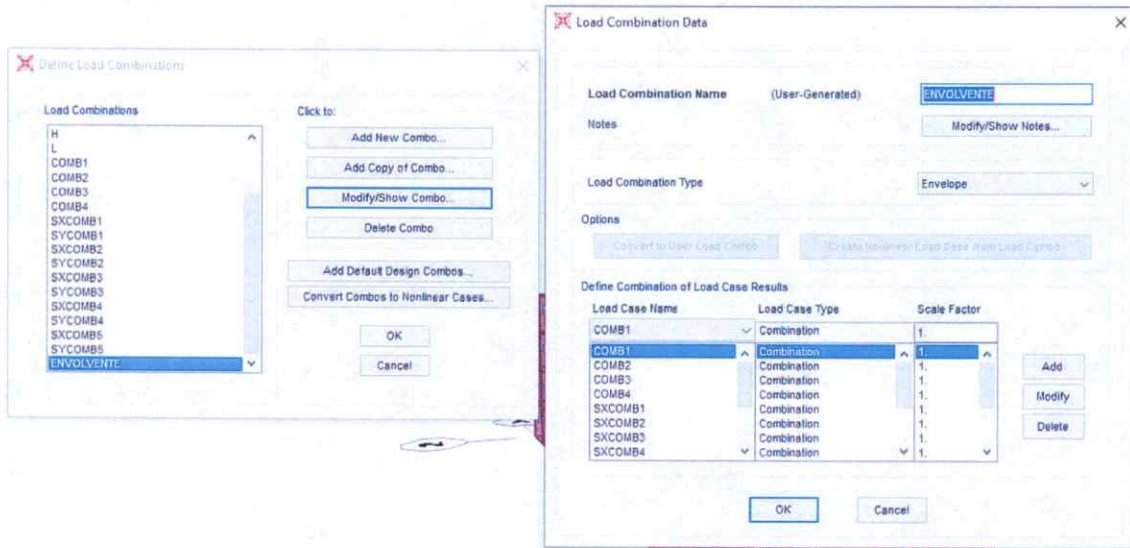 Define Load Combinations
Load Combinations
H
L
COMB1
COMB2
COMB3
COMB4
SXCOMB1
SYCOMB1
SXCOMB2
SYCOMB2
SXCOMB3
SYCOMB3
SXCOMB4
SYCOMB4
SXCOMB5
SYCOMB5
ENVOLVENTE
Click to:
Add New Combo...
Add Copy of Combo...
Modify/Show Combo...
Delete Combo
Add Default Design Combos...
Convert Combos to Nonlinear Cases...
OK
Cancel
Load Combination Data
Load Combination Name (User-Generated) ENVOLVENTE
Notes Modify/Show Notes...
Load Combination Type Envelope
Options
Convert to User Load Combo Create Nonlinear Load Case from Load Combo
Define Combination of Load Case Results
Load Case Name Load Case Type Scale Factor
COMB1 Combination 1.
COMB1 Combination 1.
COMB2 Combination 1.
COMB3 Combination 1.
COMB4 Combination 1.
SXCOMB1 Combination 1.
SXCOMB2 Combination 1.
SXCOMB3 Combination 1.
SXCOMB4 Combination 1.
Add
Modify
Delete
OK Cancel